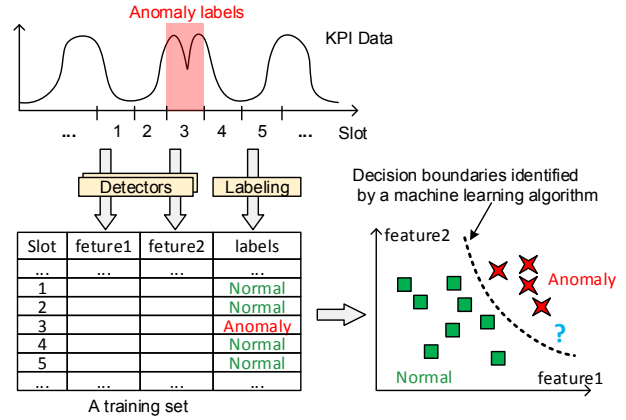 Anomaly labels
KPI Data
... 1 2 3 4 5 ... Slot
Detectors
Labeling
Slot feture1 feture2 labels
... ... ... ...
1 Normal
2 Normal
3 Anomaly
4 Normal
5 Normal
... ... ... ...
A training set
Decision boundaries identified
by a machine learning algorithm
feature2
Anomaly
?
Normal
feature1